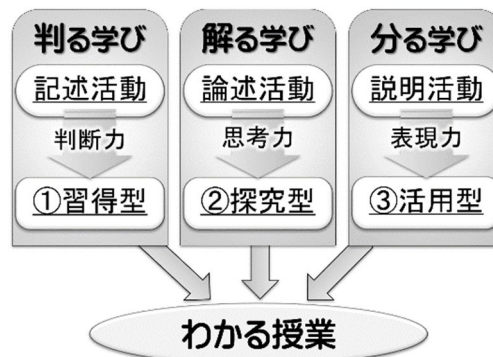 判る学び
記述活動
判断力
①習得型
解る学び
論述活動
思考力
②探究型
分る学び
説明活動
表現力
③活用型
わかる授業